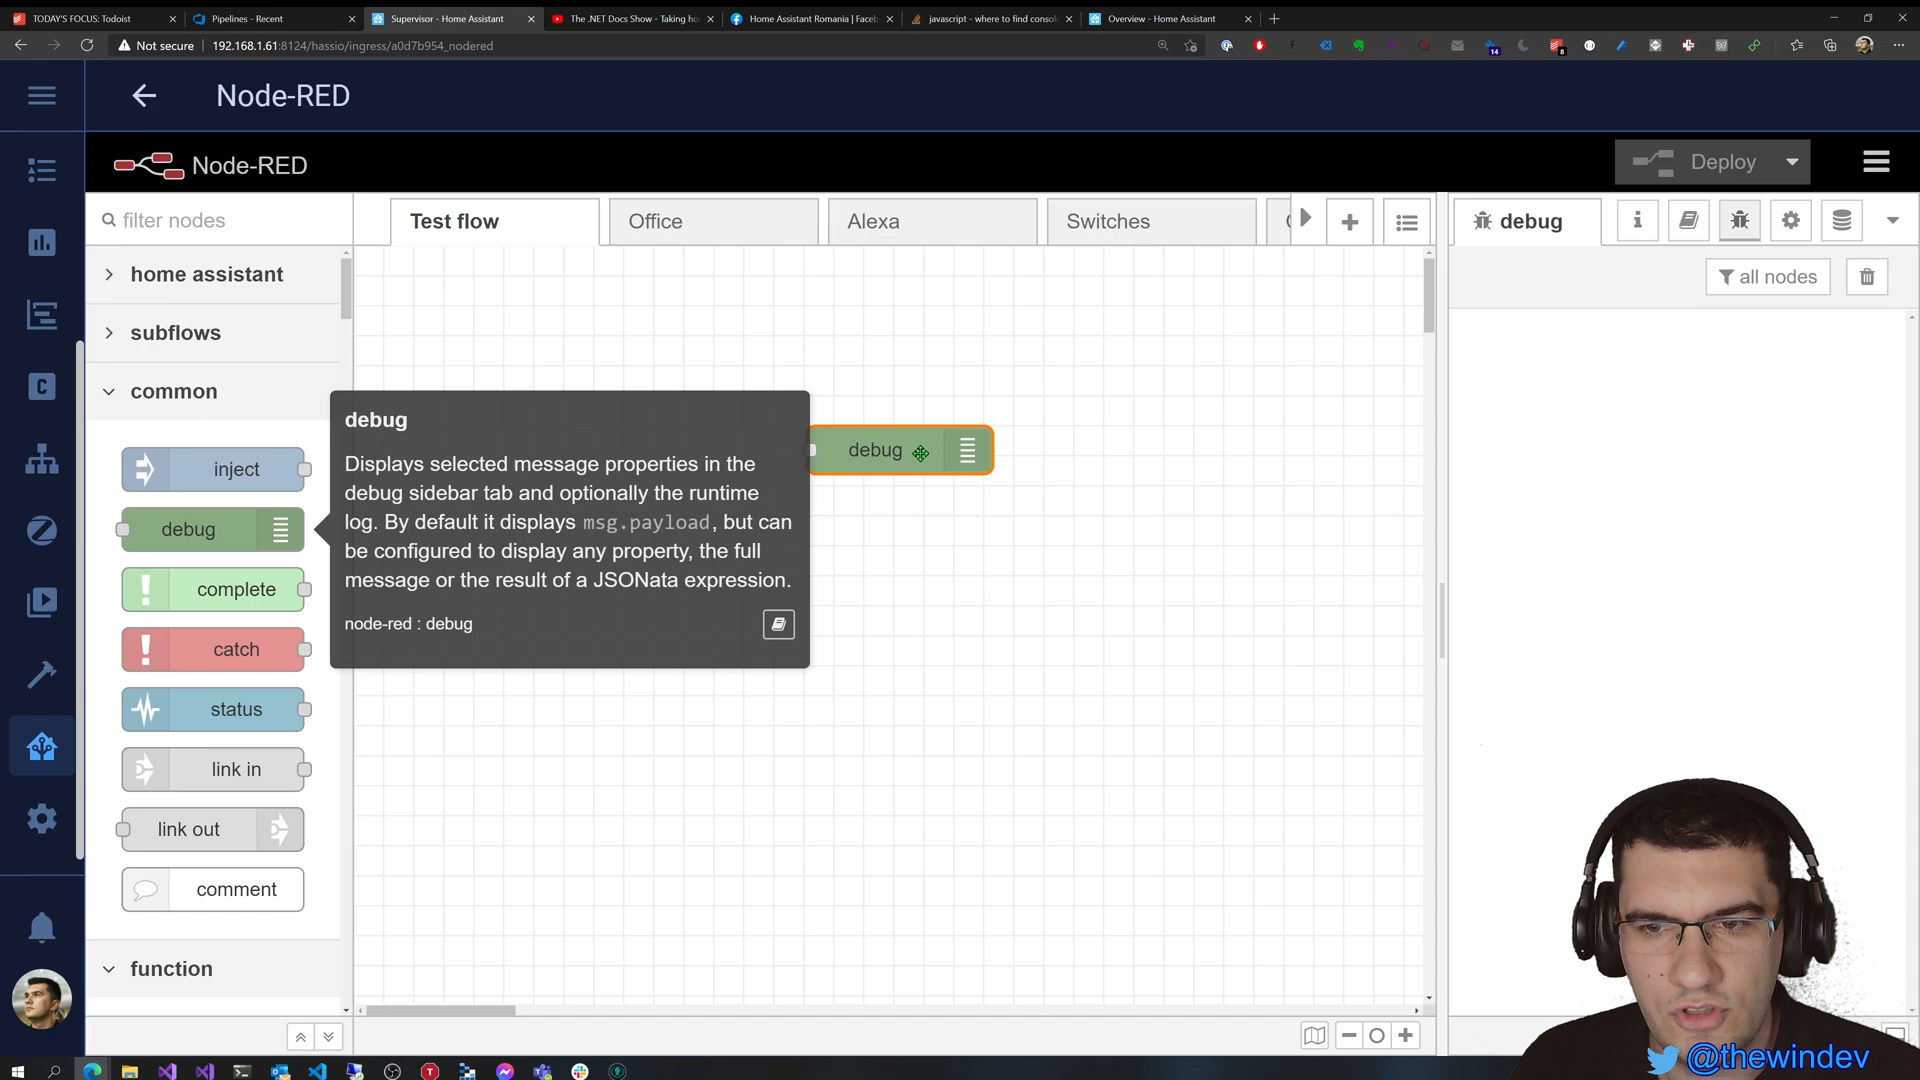 TODAY'S FOCUS: Todoist
Pipelines - Recent
Supervisor - Home Assistant
The .NET Docs Show - Taking ho
Home Assistant Romania | Faceb
javascript - where to find consol
Overview - Home Assistant
Not secure
192.168.1.61:8124/hassio/ingress/a0d7b954_nodered
14
8
Node-RED
Node-RED
Deploy
filter nodes
Test flow
Office
Alexa
Switches
debug
all nodes
home assistant
subflows
common
inject
debug
complete
catch
status
link in
link out
comment
function
debug
Displays selected message properties in the
debug sidebar tab and optionally the runtime
log. By default it displays msg.payload, but can
be configured to display any property, the full
message or the result of a JSONata expression.
node-red : debug
debug
@thewindev